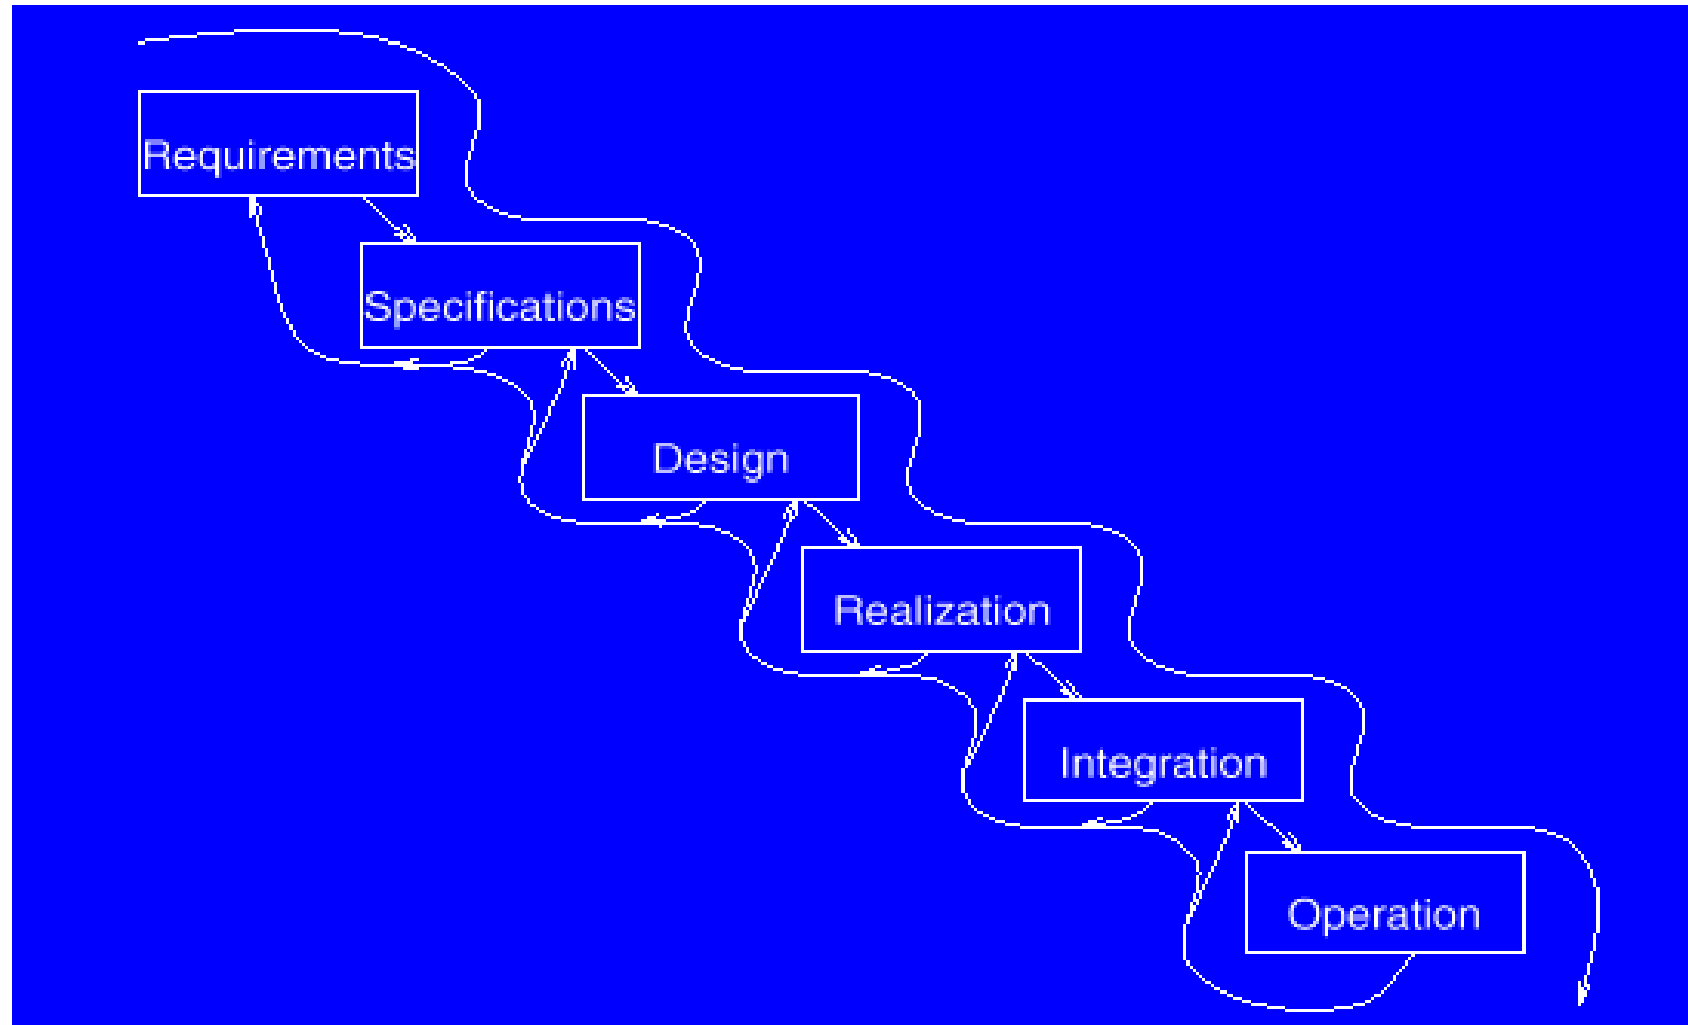 Requirements
Specifications
Design
Realization
Integration
Operation